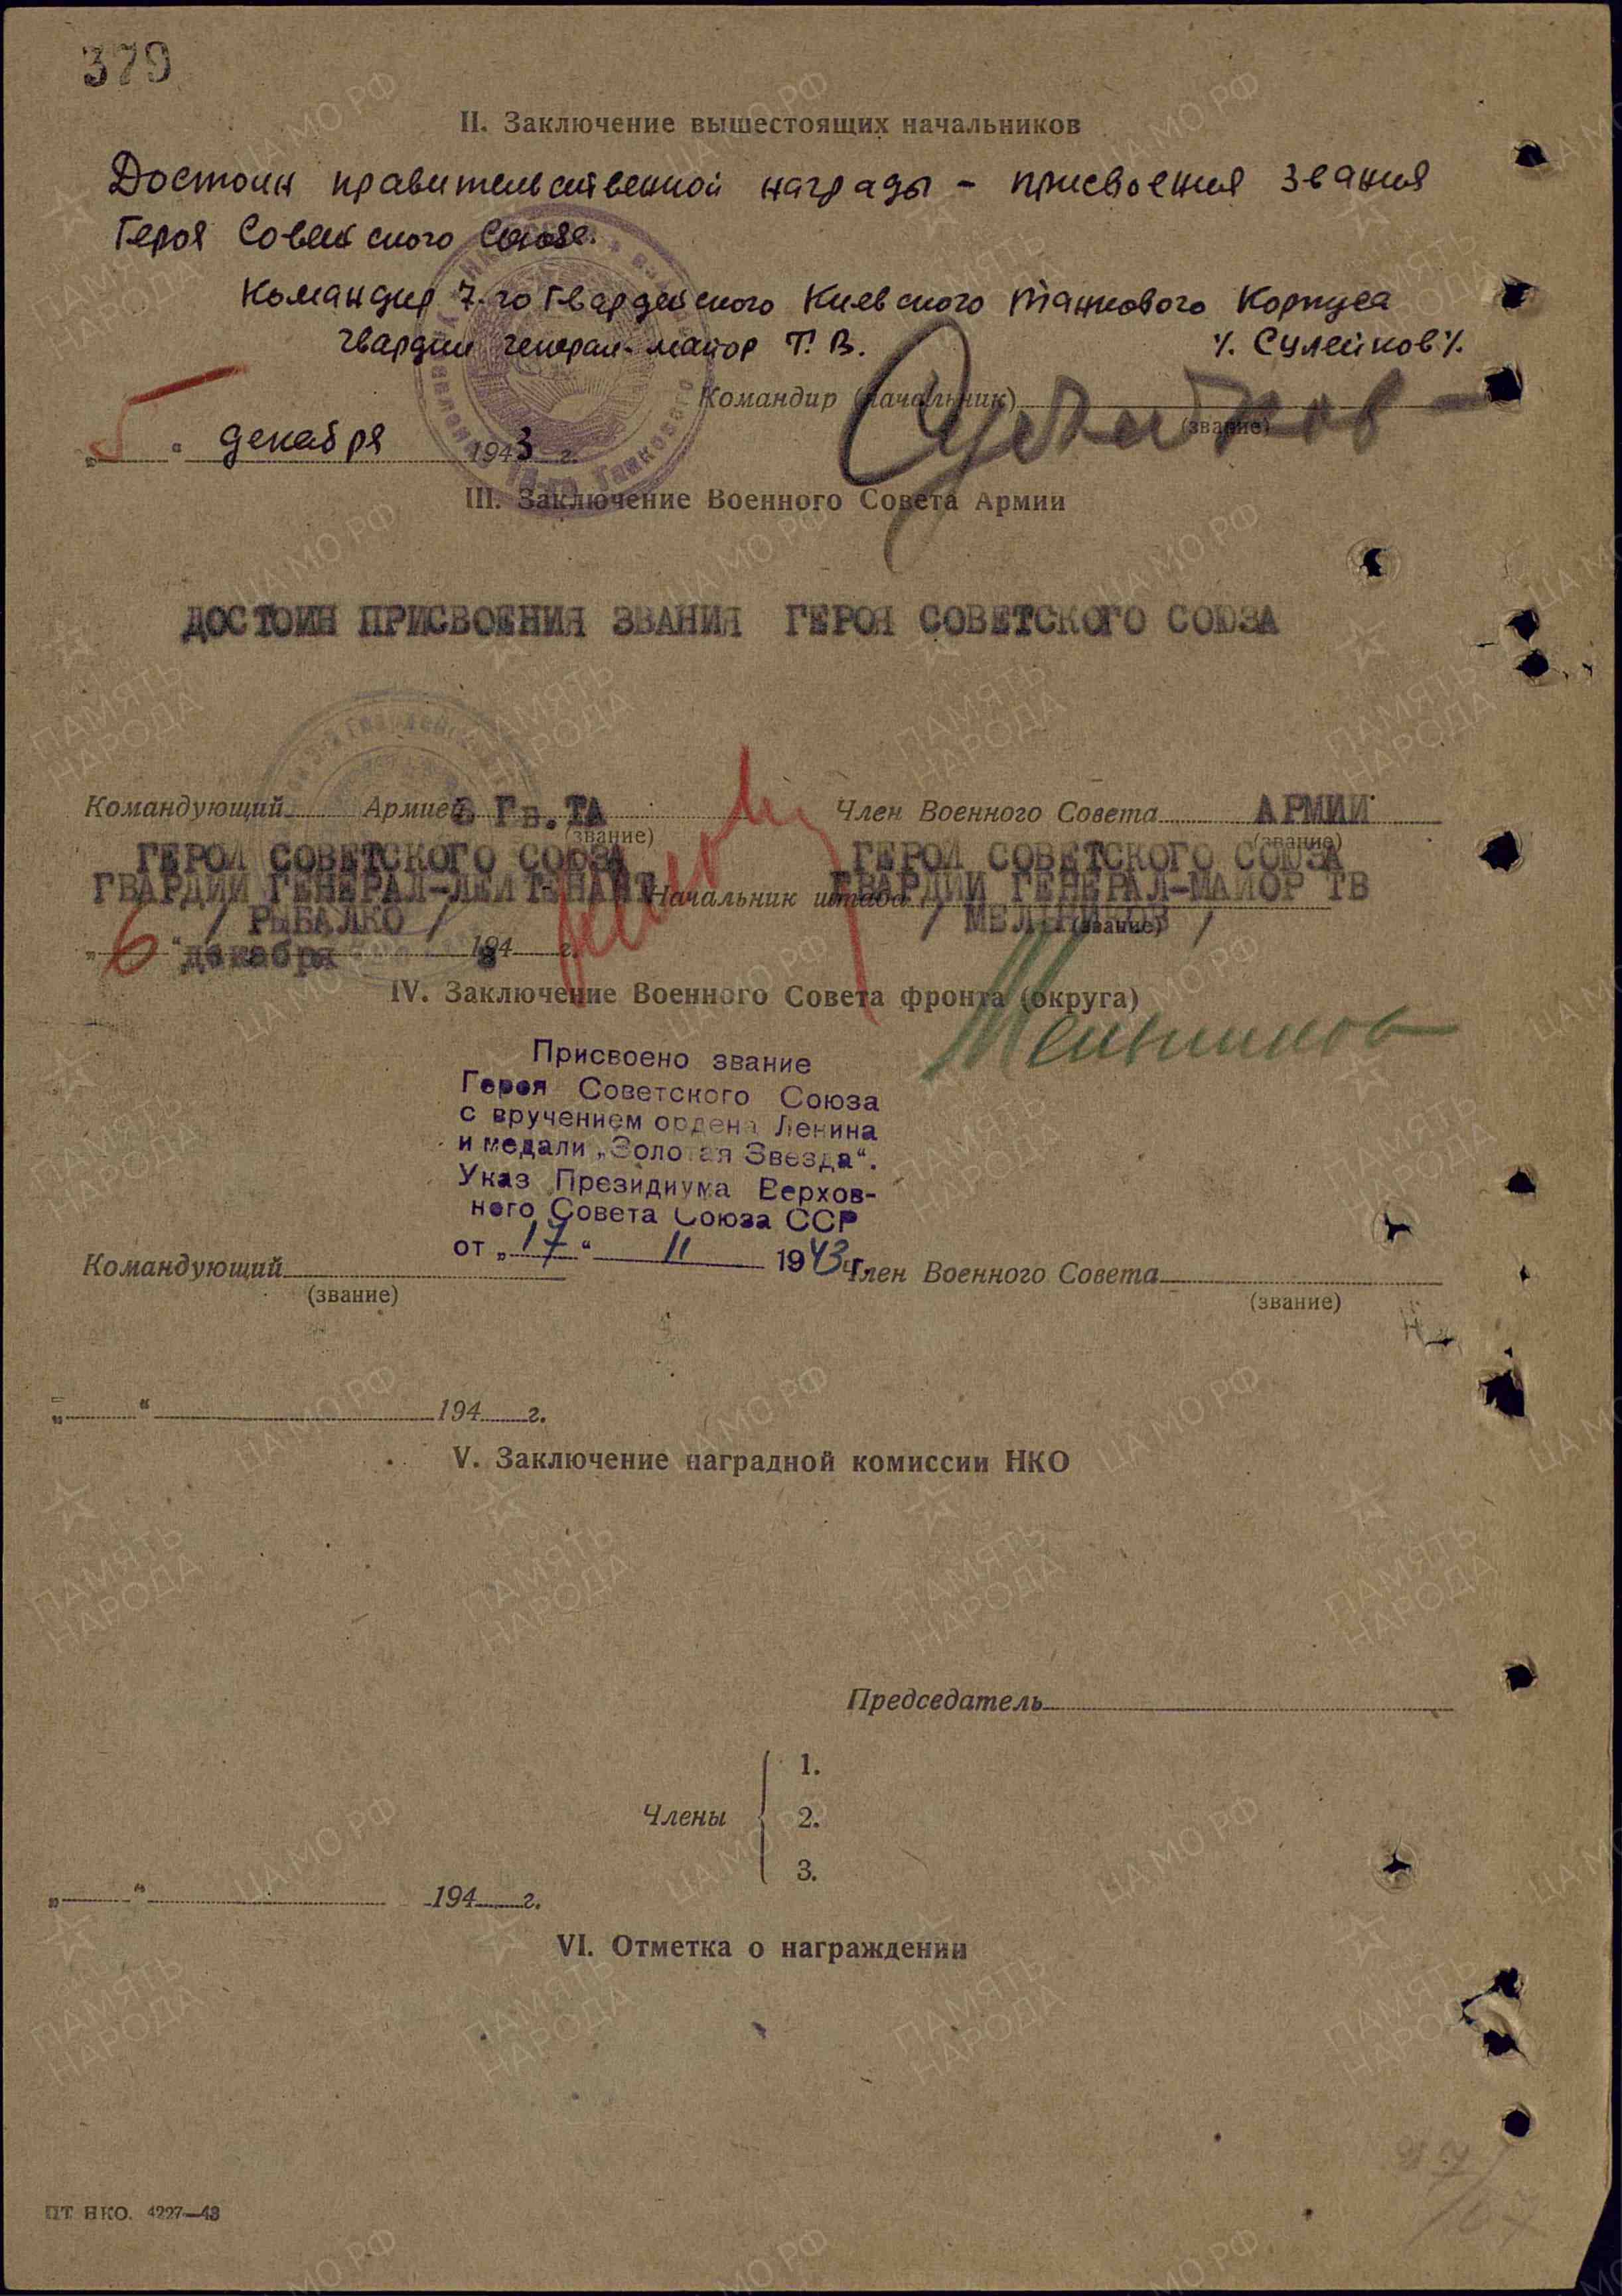 379
II. Заключение вышестоящих начальников
Достоин правительственной награды - присвоения звания
Героя Советского Союза.
Командир 7-го Гвардейского Киевского Танкового Корпуса
гвардии генерал-майор Т. В. /. Сулейков /.
Командир (начальник)
(звание)
„5“ декабря 1943 г.
III. Заключение Военного Совета Армии
ДОСТОИН ПРИСВОЕНИЯ ЗВАНИЯ ГЕРОЯ СОВЕТСКОГО СОЮЗА
Командующий Армией 3 Гв.ТА Член Военного Совета АРМИИ
(звание) (звание)
ГЕРОЙ СОВЕТСКОГО СОЮЗА ГЕРОЙ СОВЕТСКОГО СОЮЗА
ГВАРДИИ ГЕНЕРАЛ-ЛЕЙТЕНАНТ Начальник штаба ГВАРДИИ ГЕНЕРАЛ-МАЙОР ТВ
/ РЫБАЛКО / / МЕЛЬНИКОВ /
(звание)
„6“ декабря 194 г.
IV. Заключение Военного Совета фронта (округа)
Мельников
Присвоено звание
Героя Советского Союза
с вручением ордена Ленина
и медали „Золотая Звезда“.
Указ Президиума Верхов-
ного Совета Союза ССР
от „17“ 11 1943 г.
Командующий Член Военного Совета
(звание) (звание)
„ “ 194 г.
V. Заключение наградной комиссии НКО
Председатель
1.
Члены 2.
3.
„ “ 194 г.
VI. Отметка о награждении
ПТ НКО. 4227—43